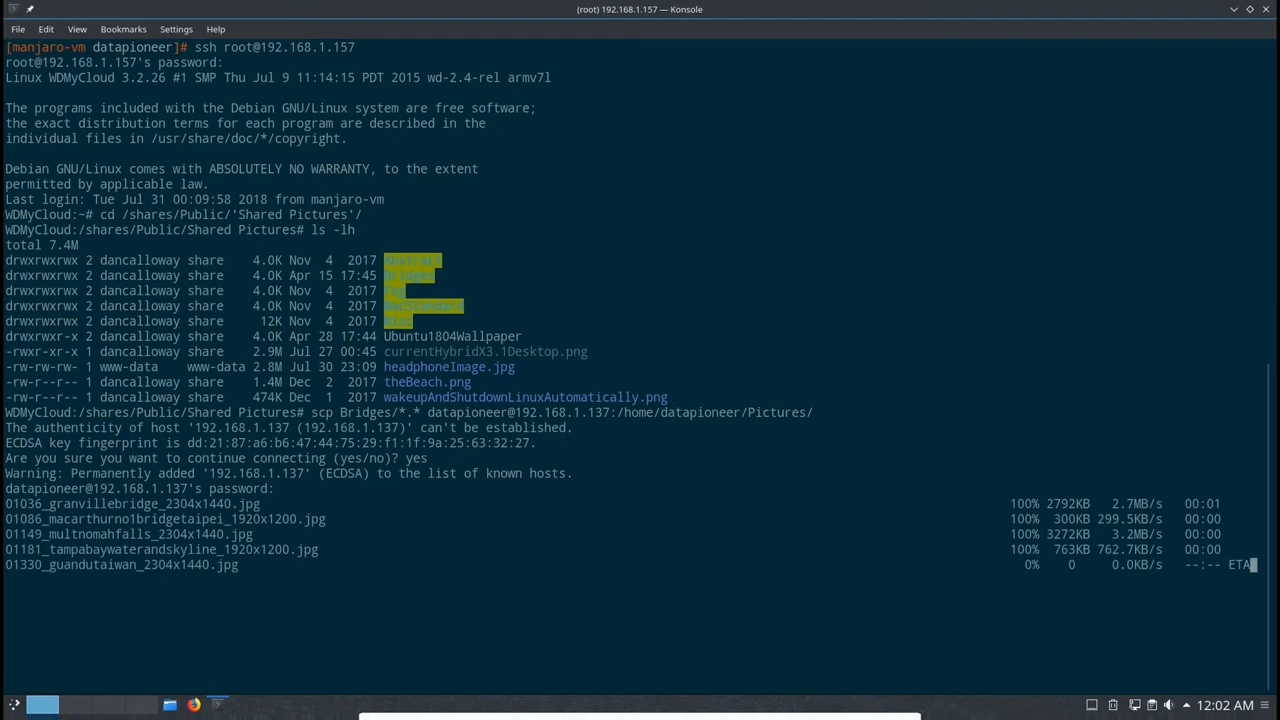 (root) 192.168.1.157 — Konsole
File Edit View Bookmarks Settings Help
[manjaro-vm datapioneer]# ssh root@192.168.1.157
root@192.168.1.157's password:
Linux WDMyCloud 3.2.26 #1 SMP Thu Jul 9 11:14:15 PDT 2015 wd-2.4-rel armv7l
The programs included with the Debian GNU/Linux system are free software;
the exact distribution terms for each program are described in the
individual files in /usr/share/doc/*/copyright.
Debian GNU/Linux comes with ABSOLUTELY NO WARRANTY, to the extent
permitted by applicable law.
Last login: Tue Jul 31 00:09:58 2018 from manjaro-vm
WDMyCloud:~# cd /shares/Public/'Shared Pictures'/
WDMyCloud:/shares/Public/Shared Pictures# ls -lh
total 7.4M
drwxrwxrwx 2 dancalloway share 4.0K Nov 4 2017 Abstract
drwxrwxrwx 2 dancalloway share 4.0K Apr 15 17:45 Bridges
drwxrwxrwx 2 dancalloway share 4.0K Nov 4 2017 Fog
drwxrwxrwx 2 dancalloway share 4.0K Nov 4 2017
drwxrwxrwx 2 dancalloway share 12K Nov 4 2017
drwxrwxr-x 2 dancalloway share 4.0K Apr 28 17:44 Ubuntu1804Wallpaper
-rwxr-xr-x 1 dancalloway share 2.9M Jul 27 00:45 currentHybridX3.1Desktop.png
-rw-rw-rw- 1 www-data www-data 2.8M Jul 30 23:09 headphoneImage.jpg
-rw-r--r-- 1 dancalloway share 1.4M Dec 2 2017 theBeach.png
-rw-r--r-- 1 dancalloway share 474K Dec 1 2017 wakeupAndShutdownLinuxAutomatically.png
WDMyCloud:/shares/Public/Shared Pictures# scp Bridges/*.* datapioneer@192.168.1.137:/home/datapioneer/Pictures/
The authenticity of host '192.168.1.137 (192.168.1.137)' can't be established.
ECDSA key fingerprint is dd:21:87:a6:b6:47:44:75:29:f1:1f:9a:25:63:32:27.
Are you sure you want to continue connecting (yes/no)? yes
Warning: Permanently added '192.168.1.137' (ECDSA) to the list of known hosts.
datapioneer@192.168.1.137's password:
01036_granvillebridge_2304x1440.jpg 100% 2792KB 2.7MB/s 00:01
01086_macarthurno1bridgetaipei_1920x1200.jpg 100% 300KB 299.5KB/s 00:00
01149_multnomahfalls_2304x1440.jpg 100% 3272KB 3.2MB/s 00:00
01181_tampabaywaterandskyline_1920x1200.jpg 100% 763KB 762.7KB/s 00:00
01330_guandutaiwan_2304x1440.jpg 0% 0 0.0KB/s --:-- ETA
12:02 AM